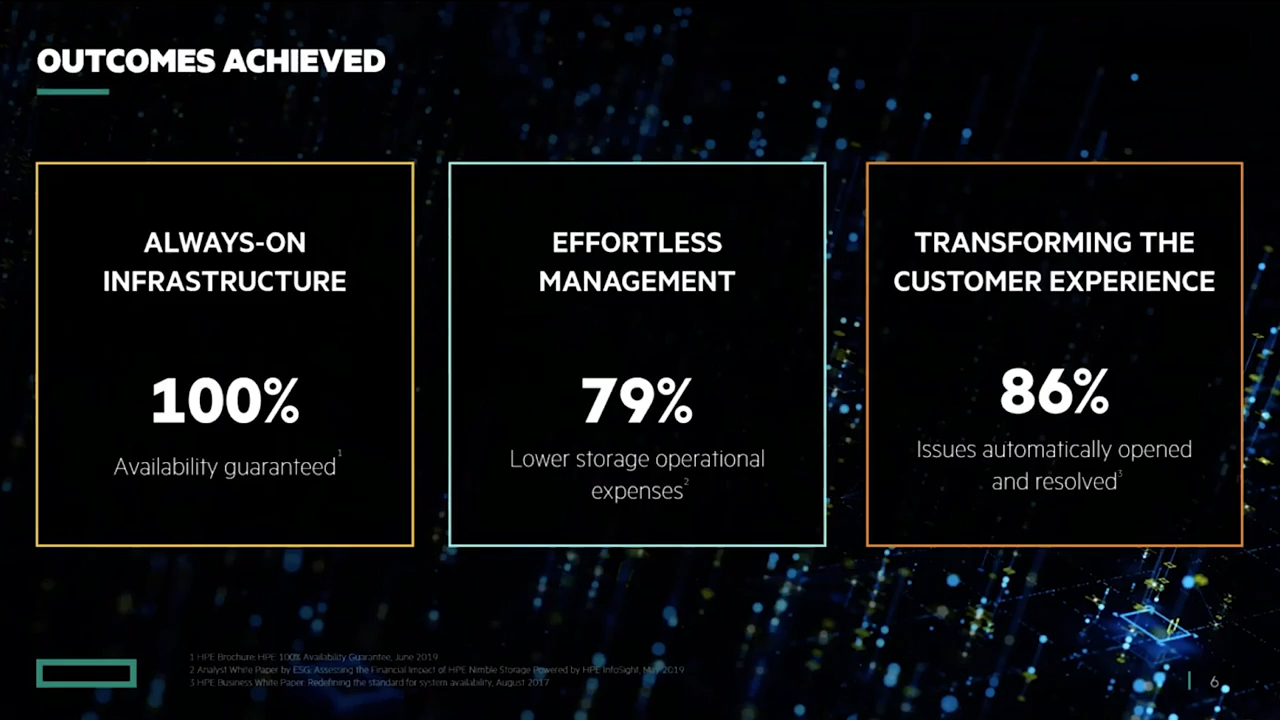 OUTCOMES ACHIEVED
ALWAYS-ON
INFRASTRUCTURE
100%
Availability guaranteed1
EFFORTLESS
MANAGEMENT
79%
Lower storage operational
expenses2
TRANSFORMING THE
CUSTOMER EXPERIENCE
86%
Issues automatically opened
and resolved3
1 HPE Brochure: HPE 100% Availability Guarantee, June 2019
2 Analyst White Paper by ESG: Assessing the Financial Impact of HPE Nimble Storage Powered by HPE InfoSight, May 2019
3 HPE Business White Paper: Redefining the standard for system availability, August 2017
6